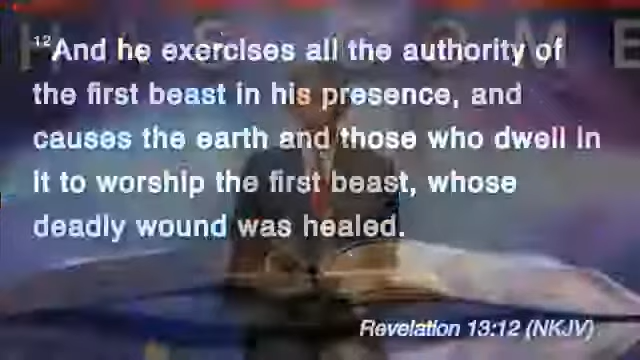 12And he exercises all the authority of
the first beast in his presence, and
causes the earth and those who dwell in
it to worship the first beast, whose
deadly wound was healed.
Revelation 13:12 (NKJV)